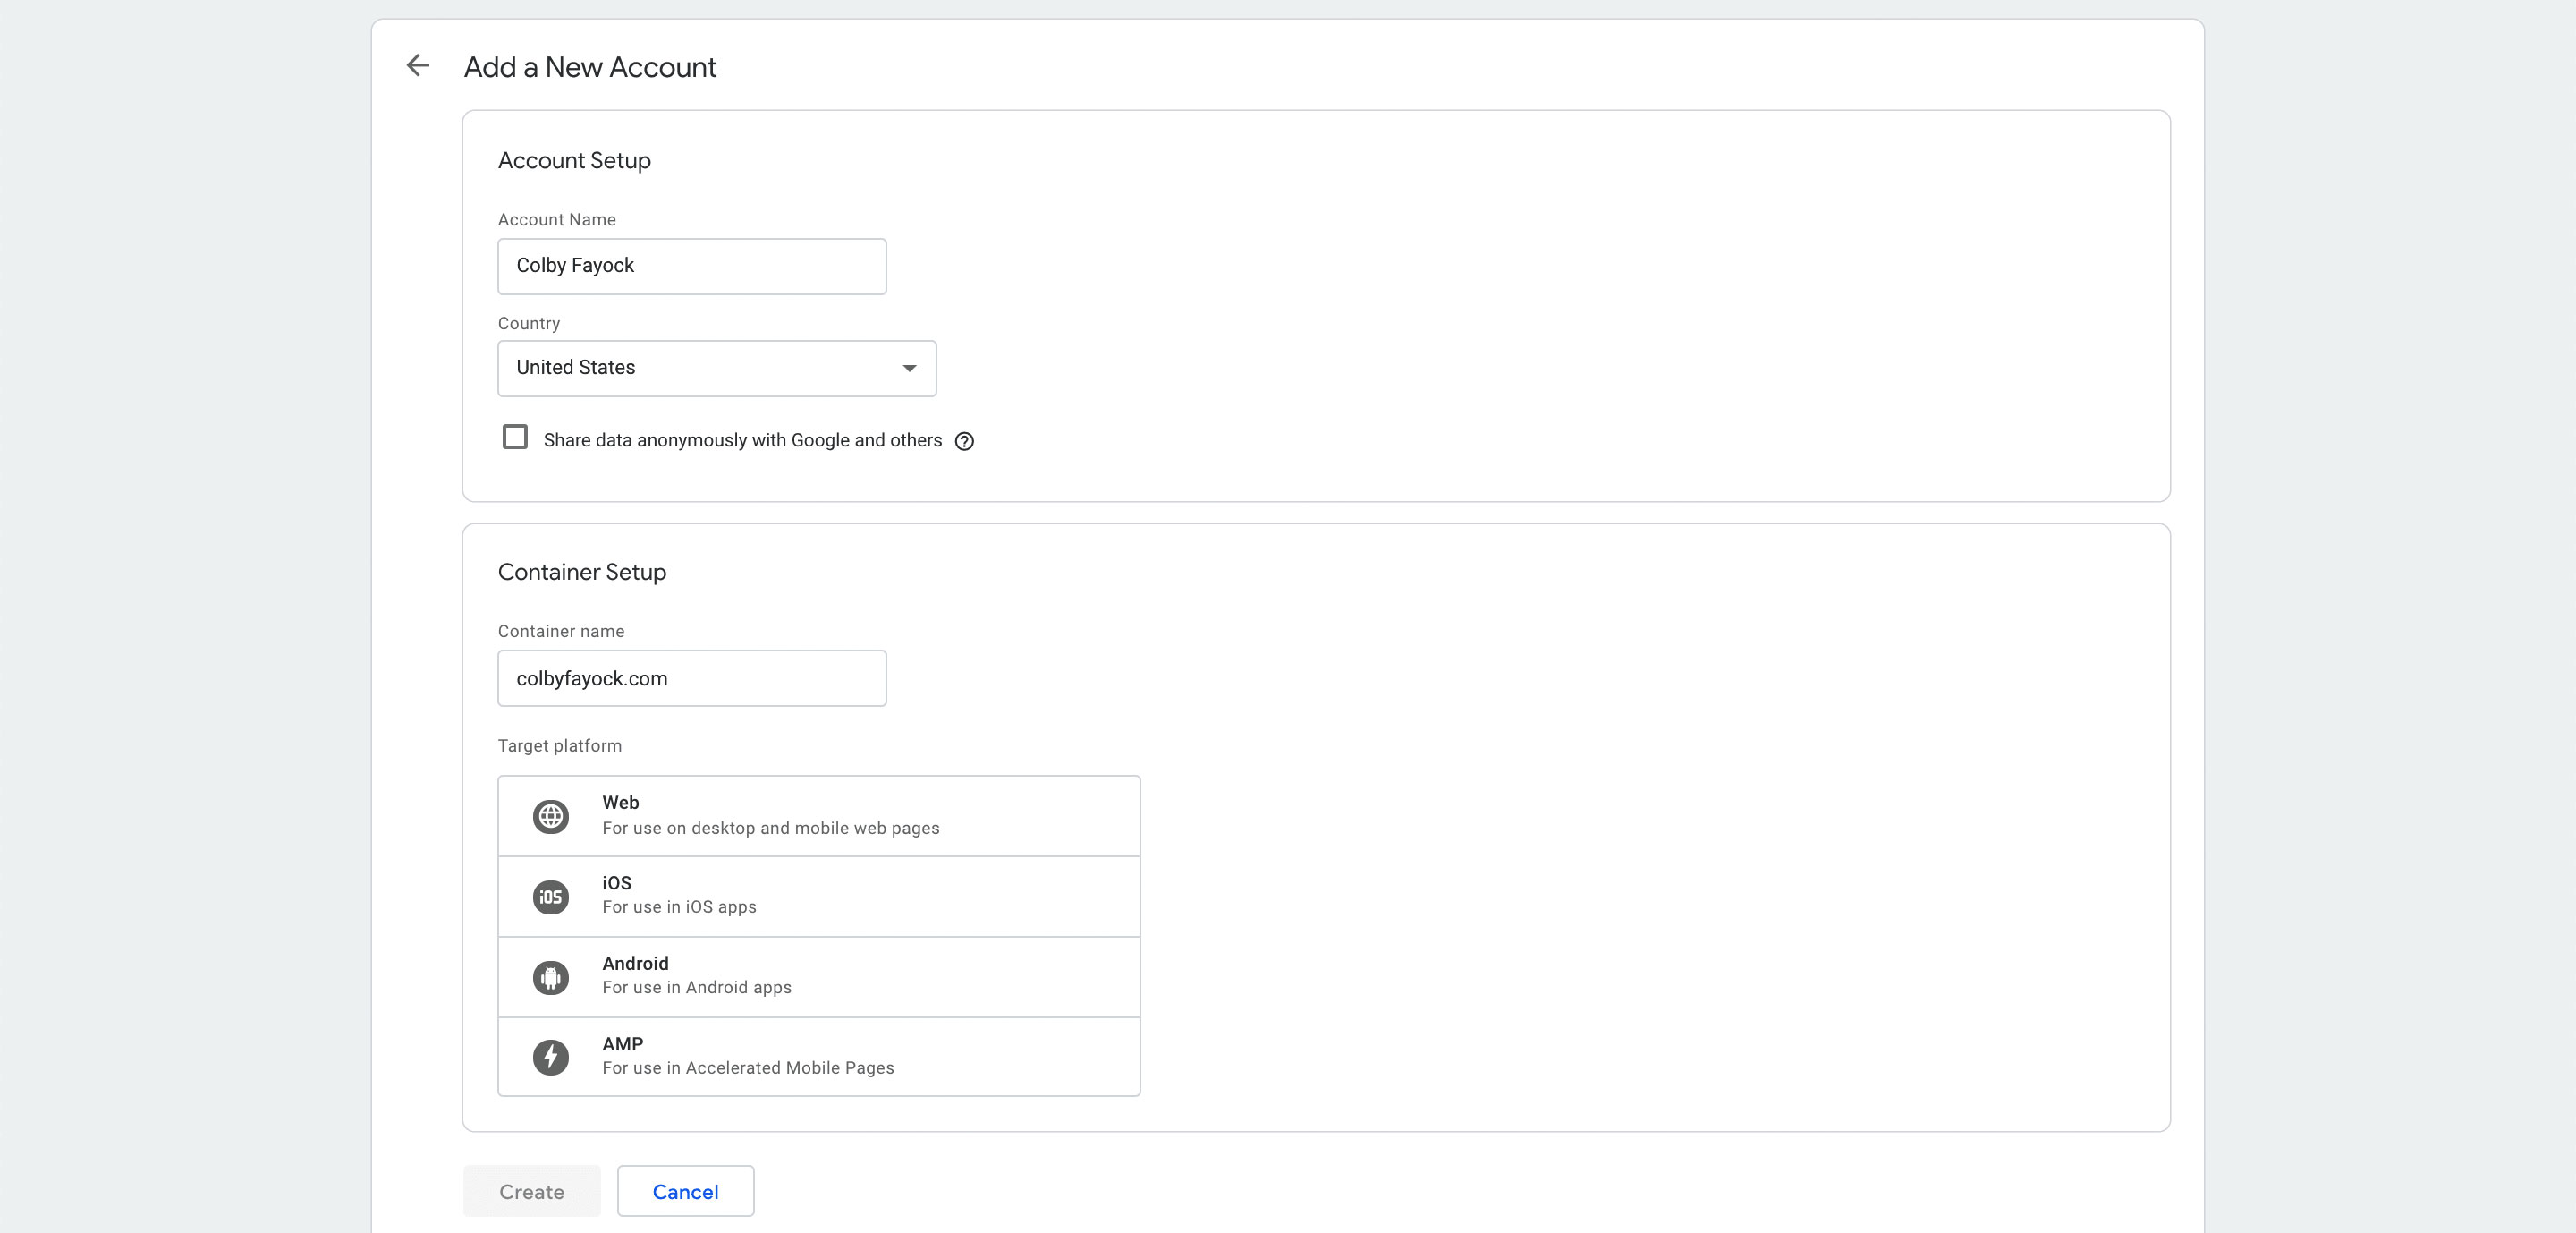 Add a New Account
Account Setup
Account Name
Colby Fayock
Country
United States
Share data anonymously with Google and others
Container Setup
Container name
colbyfayock.com
Target platform
Web
For use on desktop and mobile web pages
iOS
iOS
For use in iOS apps
Android
For use in Android apps
AMP
For use in Accelerated Mobile Pages
Create Cancel